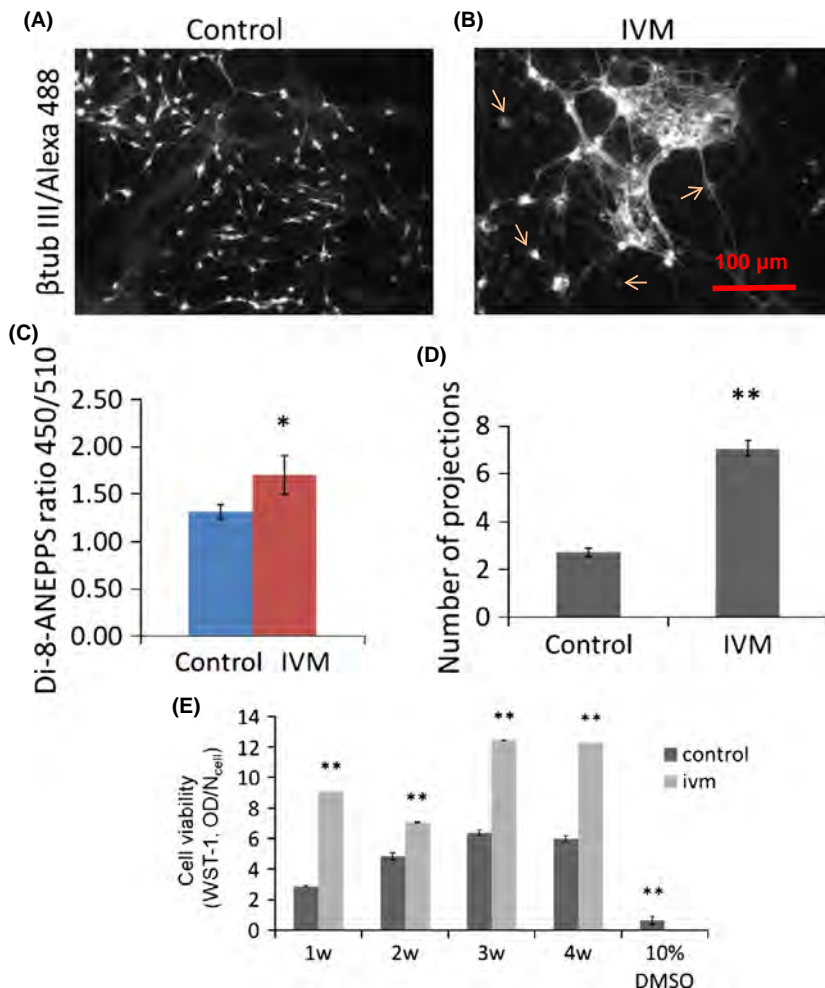 (A) Control
(B) IVM
βtub III/Alexa 488
100 µm
(C)
Di-8-ANEPPS ratio 450/510
2.50
2.00
1.50
1.00
0.50
0.00
*
Control IVM
(D)
Number of projections
8
6
4
2
0
**
Control IVM
(E)
Cell viability
(WST-1, OD/Ncell)
14
12
10
8
6
4
2
0
** ** ** ** **
control
ivm
1w 2w 3w 4w 10%
DMSO